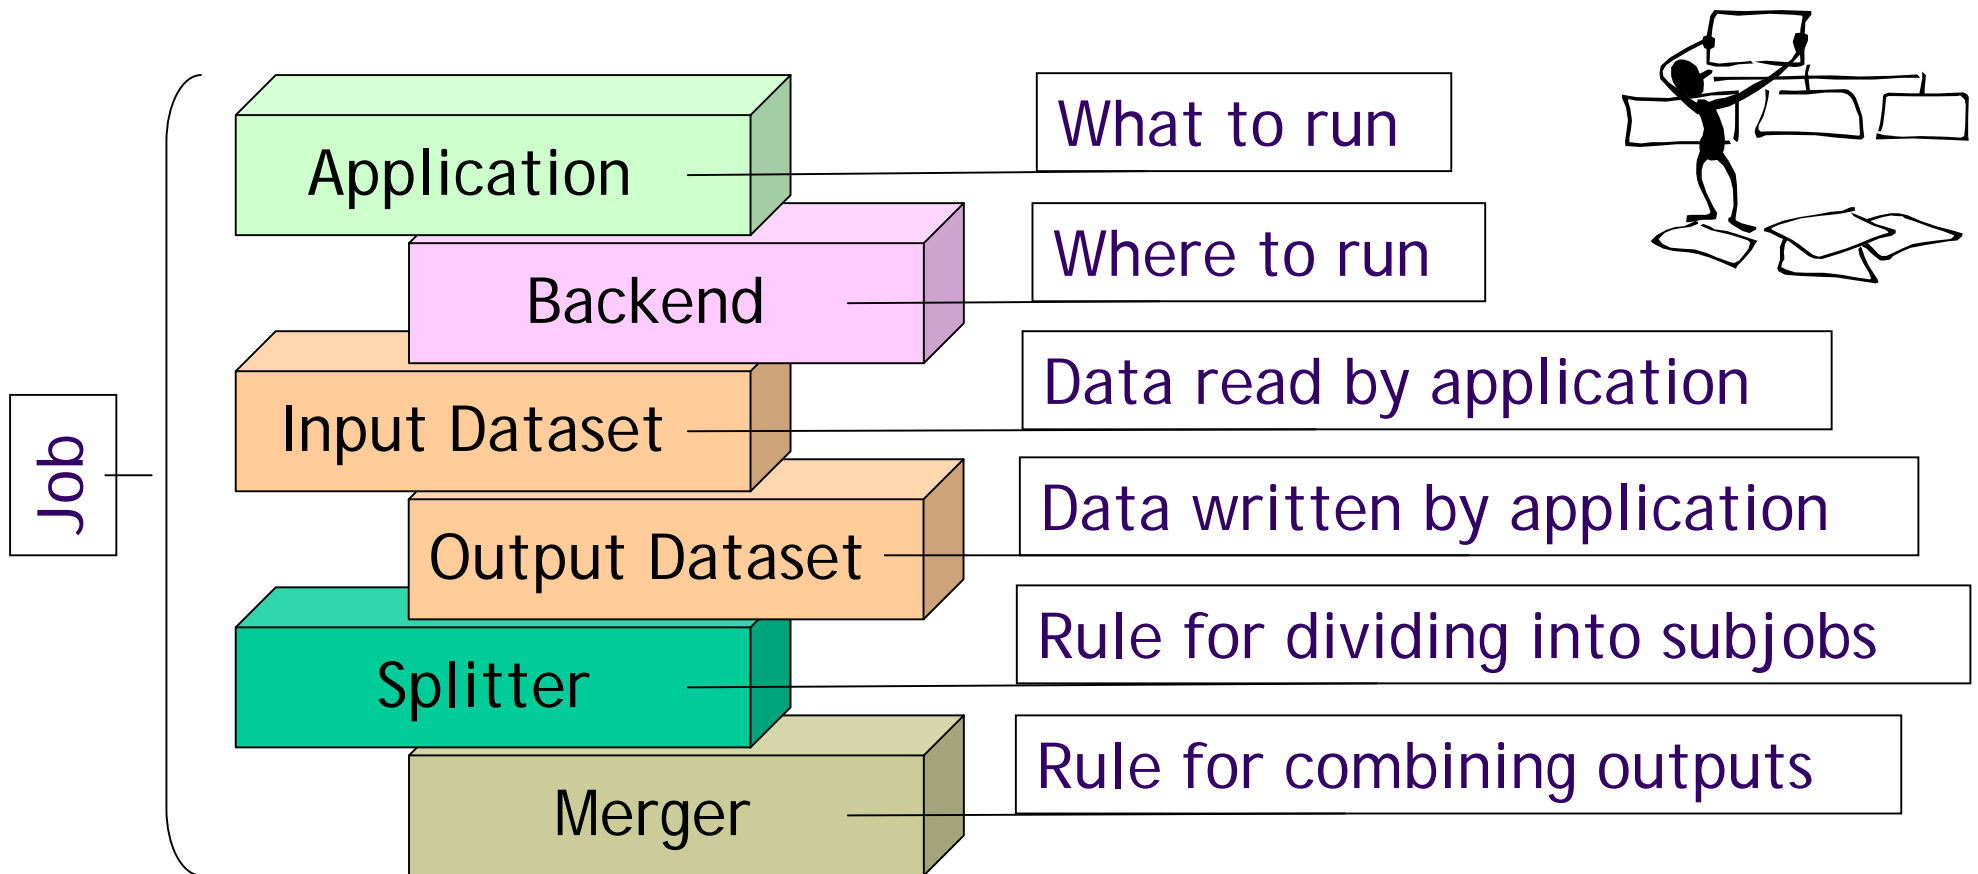 Job
Application
What to run
Backend
Where to run
Input Dataset
Data read by application
Output Dataset
Data written by application
Splitter
Rule for dividing into subjobs
Merger
Rule for combining outputs